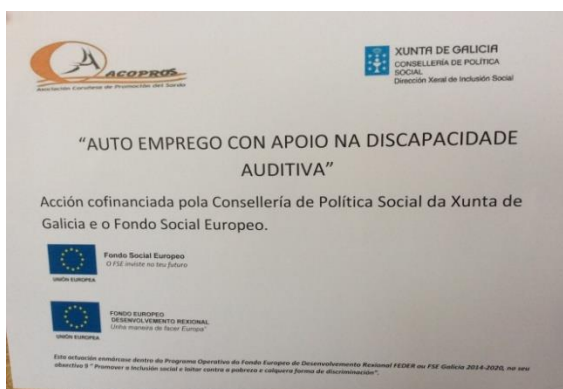 ACOPROS
Asociación Coruñesa de Promoción del Sordo
XUNTA DE GALICIA
CONSELLERÍA DE POLÍTICA
SOCIAL
Dirección Xeral de Inclusión Social
“AUTO EMPREGO CON APOIO NA DISCAPACIDADE
AUDITIVA”
Acción cofinanciada pola Consellería de Política Social da Xunta de
Galicia e o Fondo Social Europeo.
Fondo Social Europeo
O FSE inviste no teu futuro
UNIÓN EUROPEA
FONDO EUROPEO
DESENVOLVEMENTO REXIONAL
Unha maneira de facer Europa"
UNIÓN EUROPEA
Esta actuación enmárcase dentro do Programa Operativo do Fondo Europeo de Desenvolvemento Rexional FEDER ou FSE Galicia 2014-2020, no seu
obxectivo 9 " Promover a inclusión social e loitar contra a pobreza e calquera forma de discriminación".